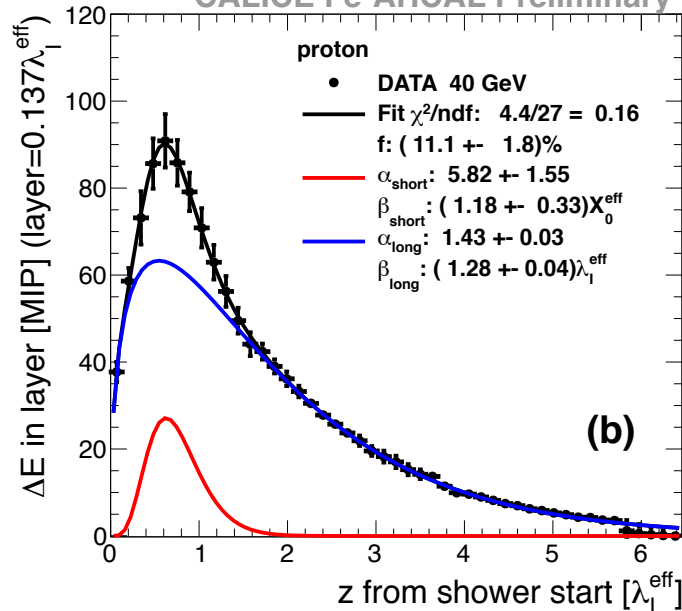 CALICE Fe-AHCAL Preliminary
120
100
80
60
40
20
0
ΔE in layer [MIP] (layer=0.137λ_I^eff)
proton
DATA 40 GeV
Fit χ²/ndf: 4.4/27 = 0.16
f: ( 11.1 +- 1.8)%
α_short: 5.82 +- 1.55
β_short: ( 1.18 +- 0.33)X_0^eff
α_long: 1.43 +- 0.03
β_long: ( 1.28 +- 0.04)λ_I^eff
(b)
0 1 2 3 4 5 6
z from shower start [λ_I^eff]